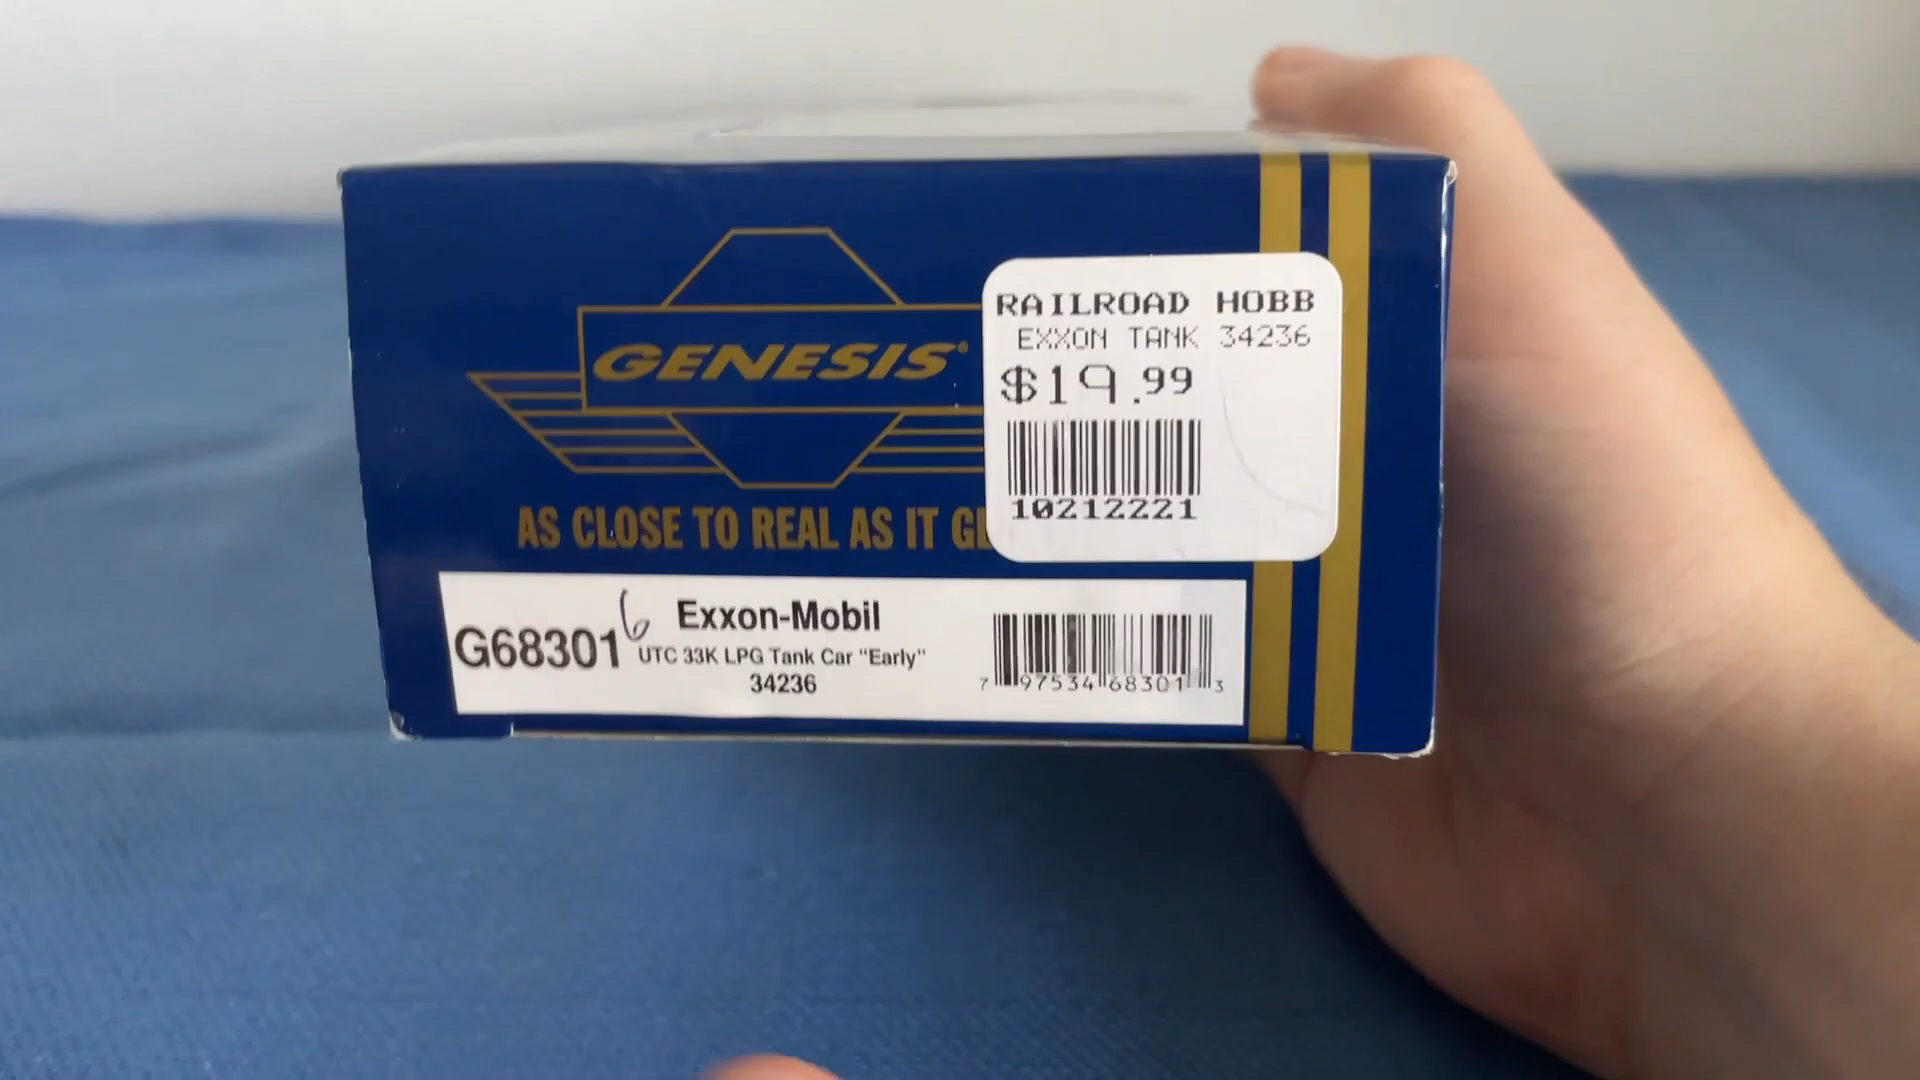 GENESIS®
AS CLOSE TO REAL AS IT
RAILROAD HOBB
EXXON TANK 34236
$19.99
10212221
G68301
6
Exxon-Mobil
UTC 33K LPG Tank Car "Early"
34236
7 97534 68301 3